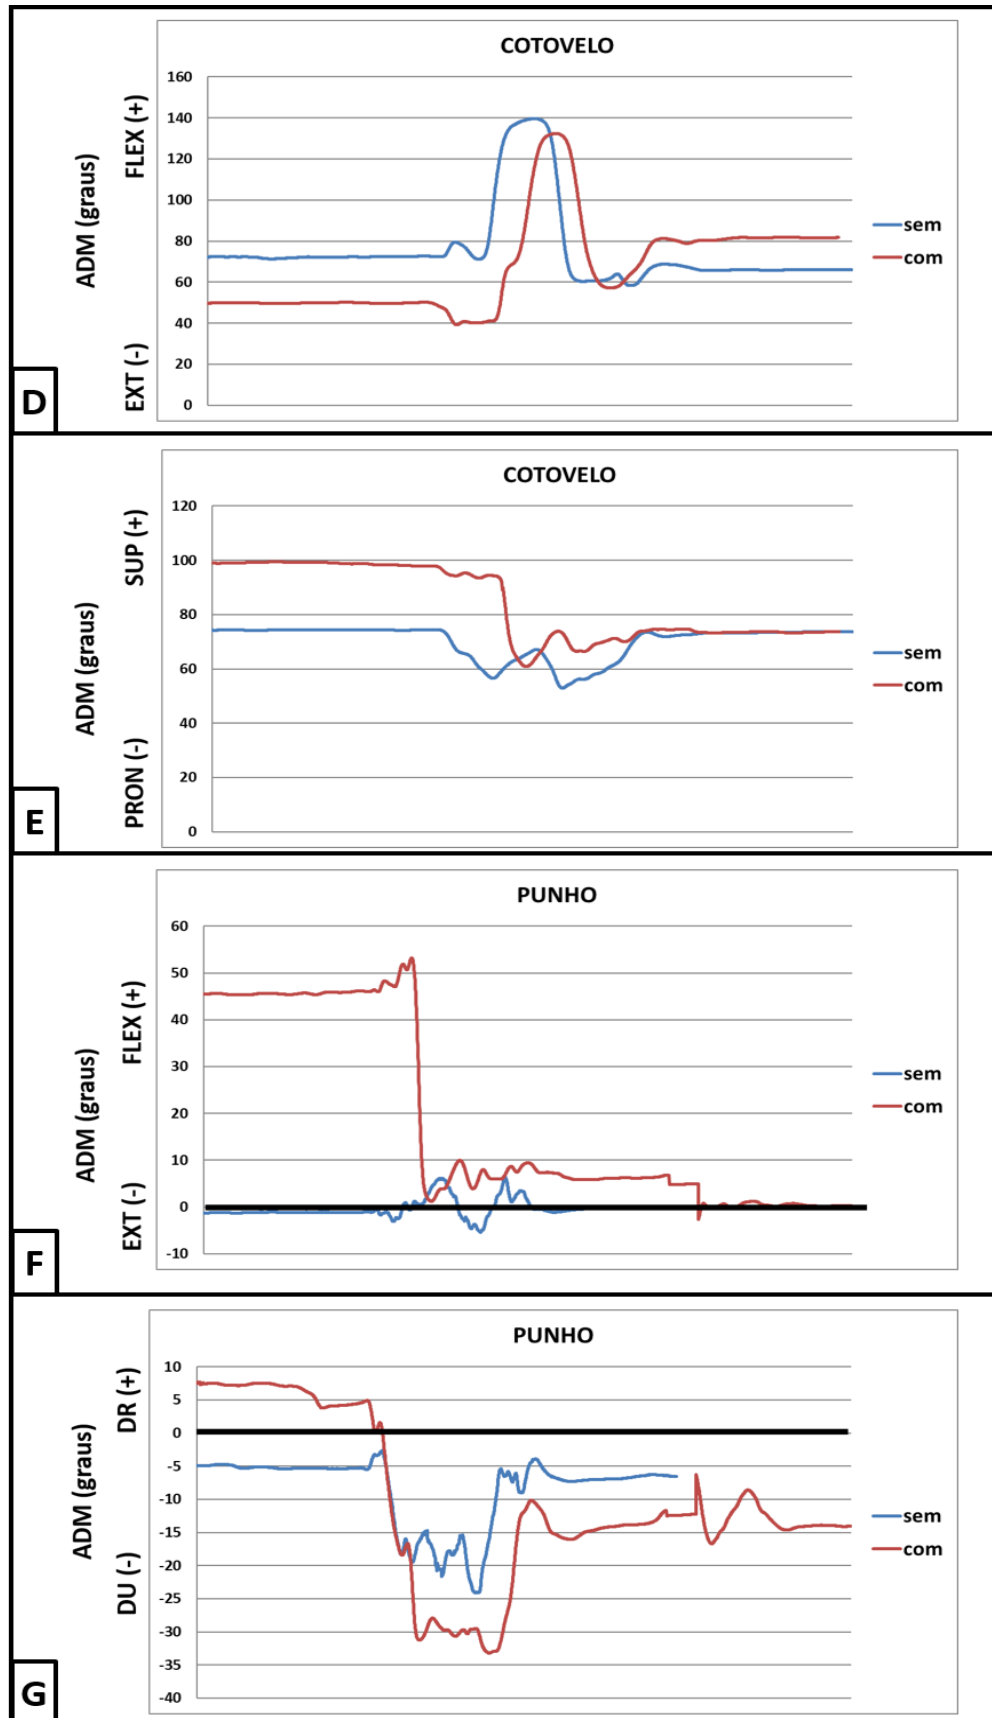 COTOVELO
160
140
120
100
80
60
40
20
0
ADM (graus)
FLEX (+)
EXT (-)
sem
com
D
COTOVELO
120
100
80
60
40
20
0
ADM (graus)
SUP (+)
PRON (-)
sem
com
E
PUNHO
60
50
40
30
20
10
0
-10
ADM (graus)
FLEX (+)
EXT (-)
sem
com
F
PUNHO
10
5
0
-5
-10
-15
-20
-25
-30
-35
-40
ADM (graus)
DR (+)
DU (-)
sem
com
G